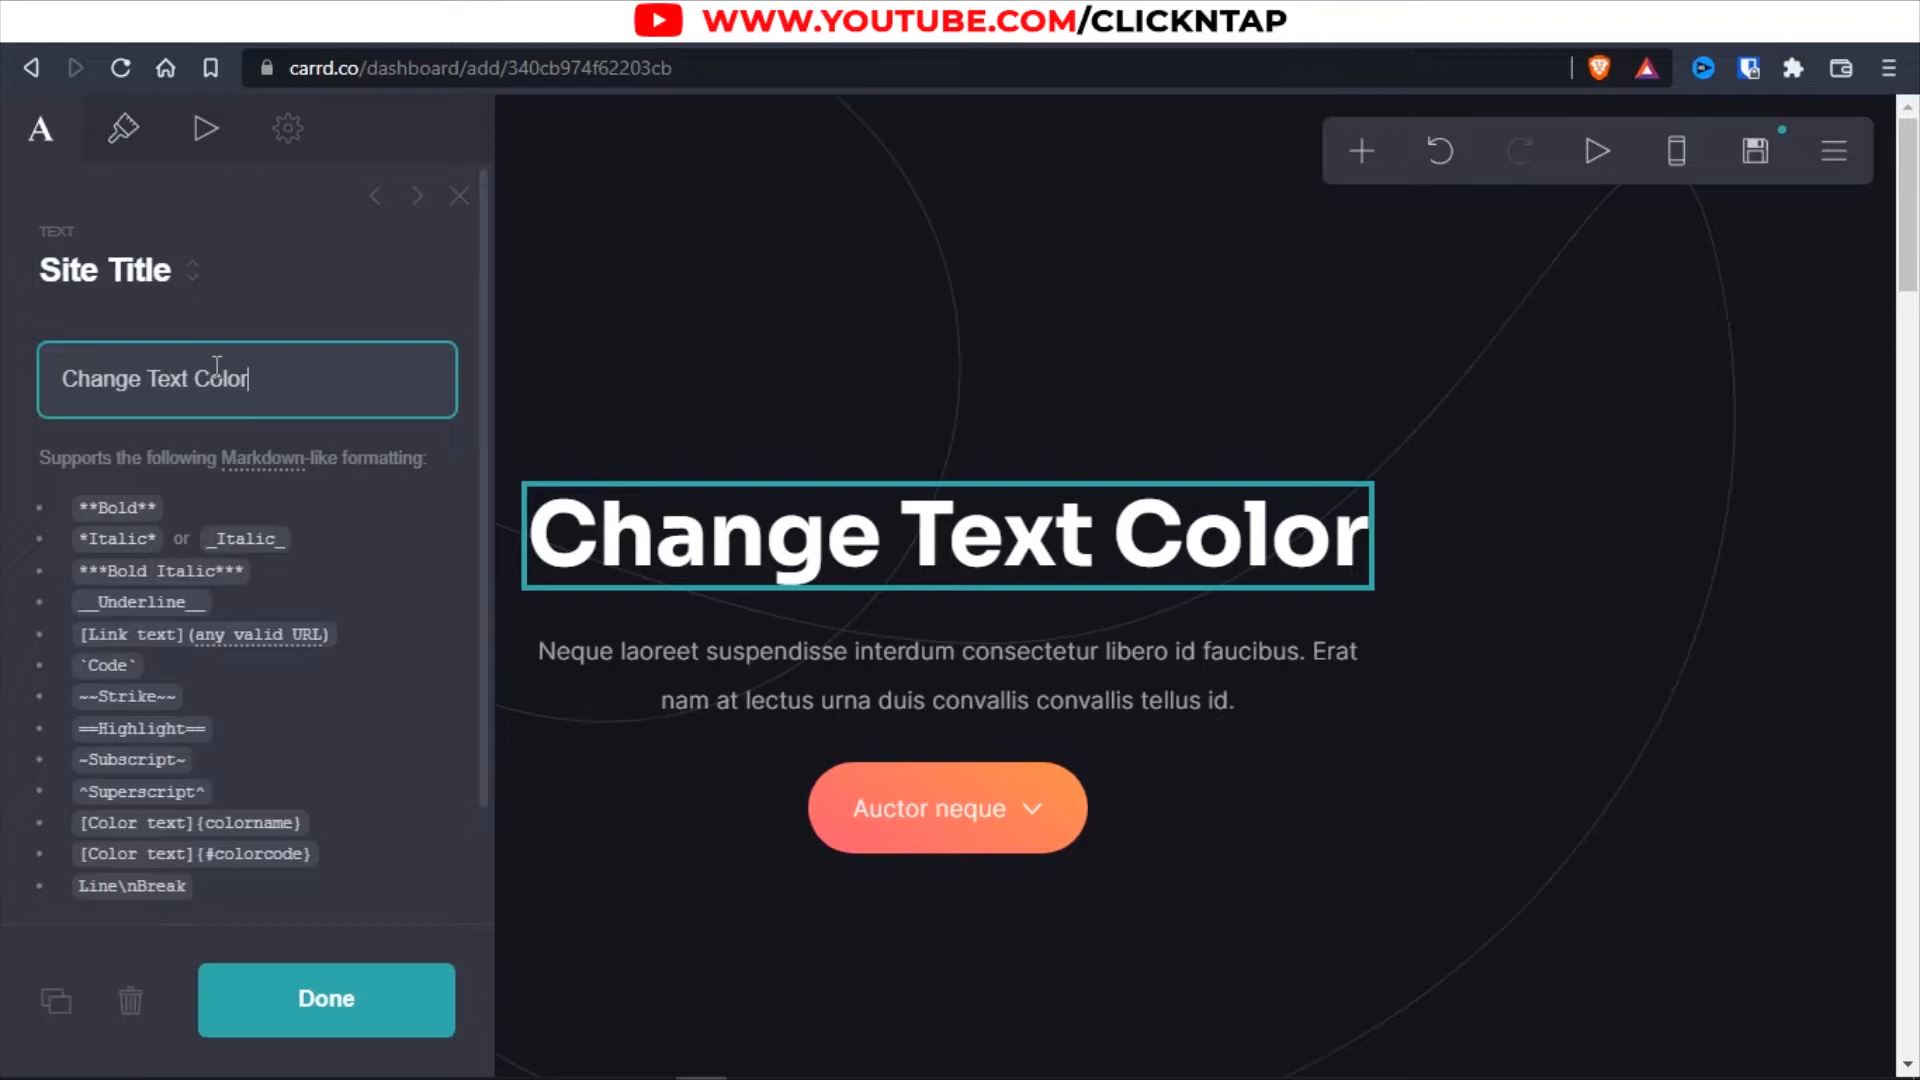 WWW.YOUTUBE.COM/CLICKNTAP
carrd.co/dashboard/add/340cb974f62203cb
A
TEXT
Site Title
Change Text Color
Supports the following Markdown-like formatting:
**Bold**
*Italic* or _Italic_
***Bold Italic***
__Underline__
[Link text](any valid URL)
`Code`
~~Strike~~
==Highlight==
~Subscript~
^Superscript^
[Color text]{colorname}
[Color text]{#colorcode}
Line\nBreak
Done
Change Text Color
Neque laoreet suspendisse interdum consectetur libero id faucibus. Erat
nam at lectus urna duis convallis convallis tellus id.
Auctor neque